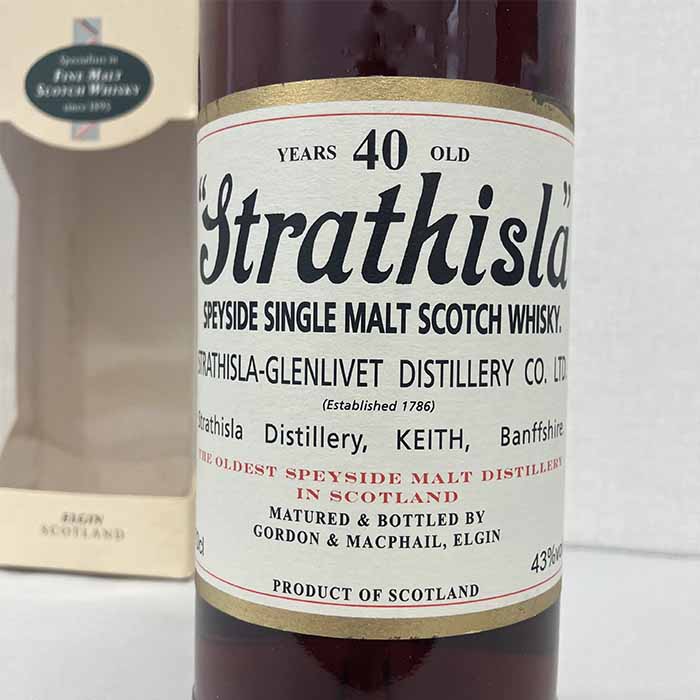 Specialists in
FINE MALT
SCOTCH WHISKY
since 1895
ELGIN
SCOTLAND
YEARS 40 OLD
"Strathisla"
SPEYSIDE SINGLE MALT SCOTCH WHISKY.
STRATHISLA-GLENLIVET DISTILLERY CO. LTD.
(Established 1786)
Strathisla Distillery, KEITH, Banffshire.
THE OLDEST SPEYSIDE MALT DISTILLERY
IN SCOTLAND
MATURED & BOTTLED BY
GORDON & MACPHAIL, ELGIN
43%vol
PRODUCT OF SCOTLAND